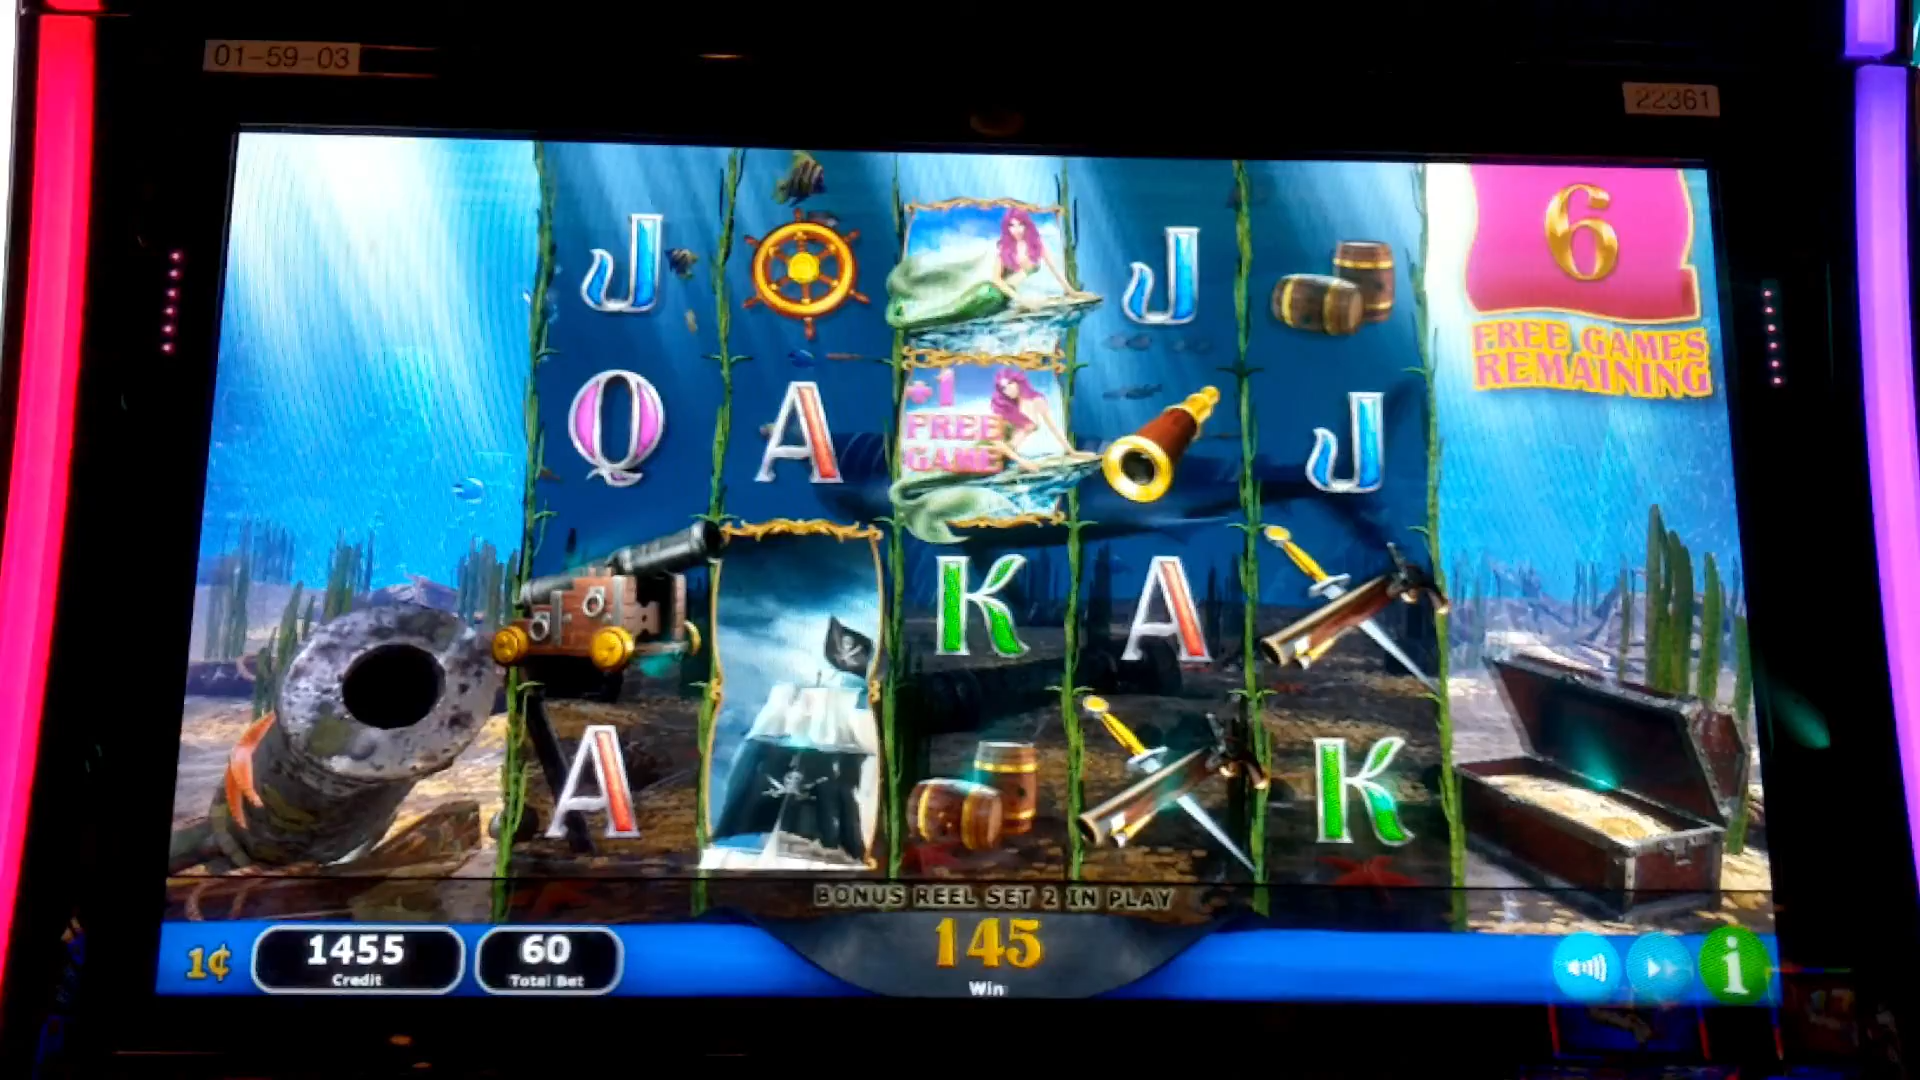 01-59-03
22361
6
FREE GAMES
REMAINING
J
J
Q
A
+1
FREE
GAME
J
K
A
A
K
BONUS REEL SET 2 IN PLAY
1¢
1455
Credit
60
Total Bet
145
Win
i